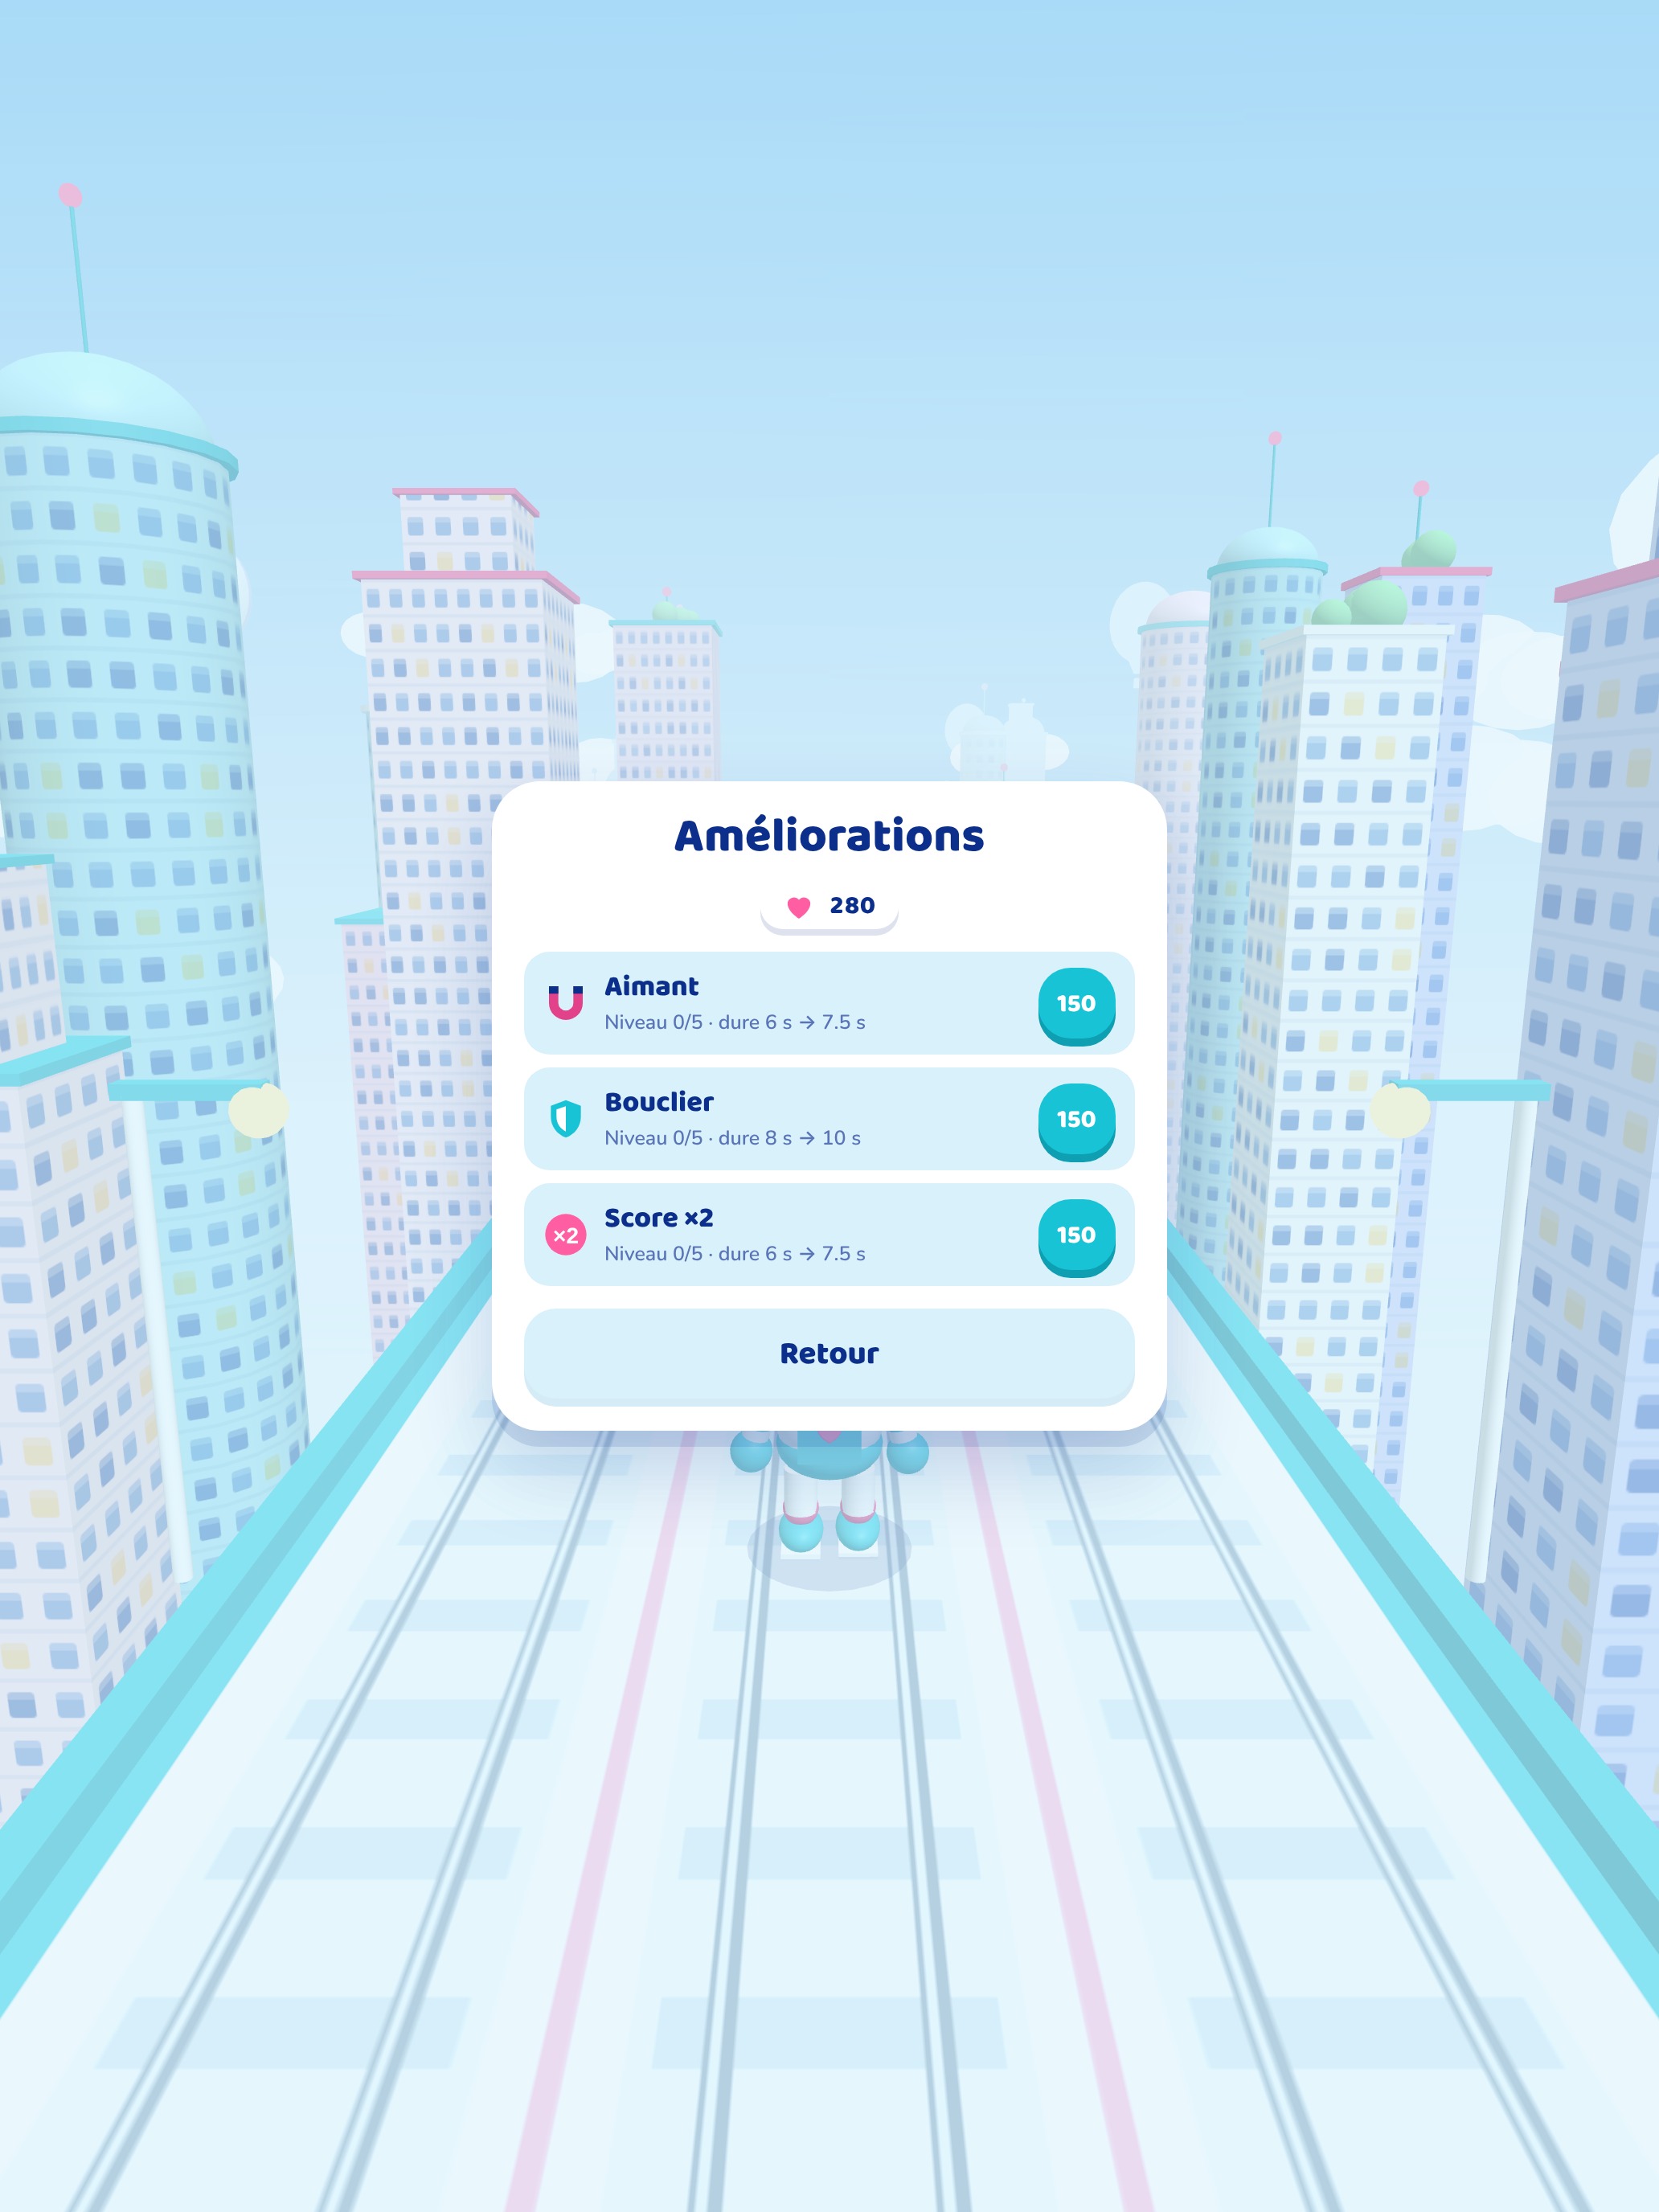 Améliorations
280
Aimant
Niveau 0/5 · dure 6 s → 7.5 s
150
Bouclier
Niveau 0/5 · dure 8 s → 10 s
150
×2
Score ×2
Niveau 0/5 · dure 6 s → 7.5 s
150
Retour